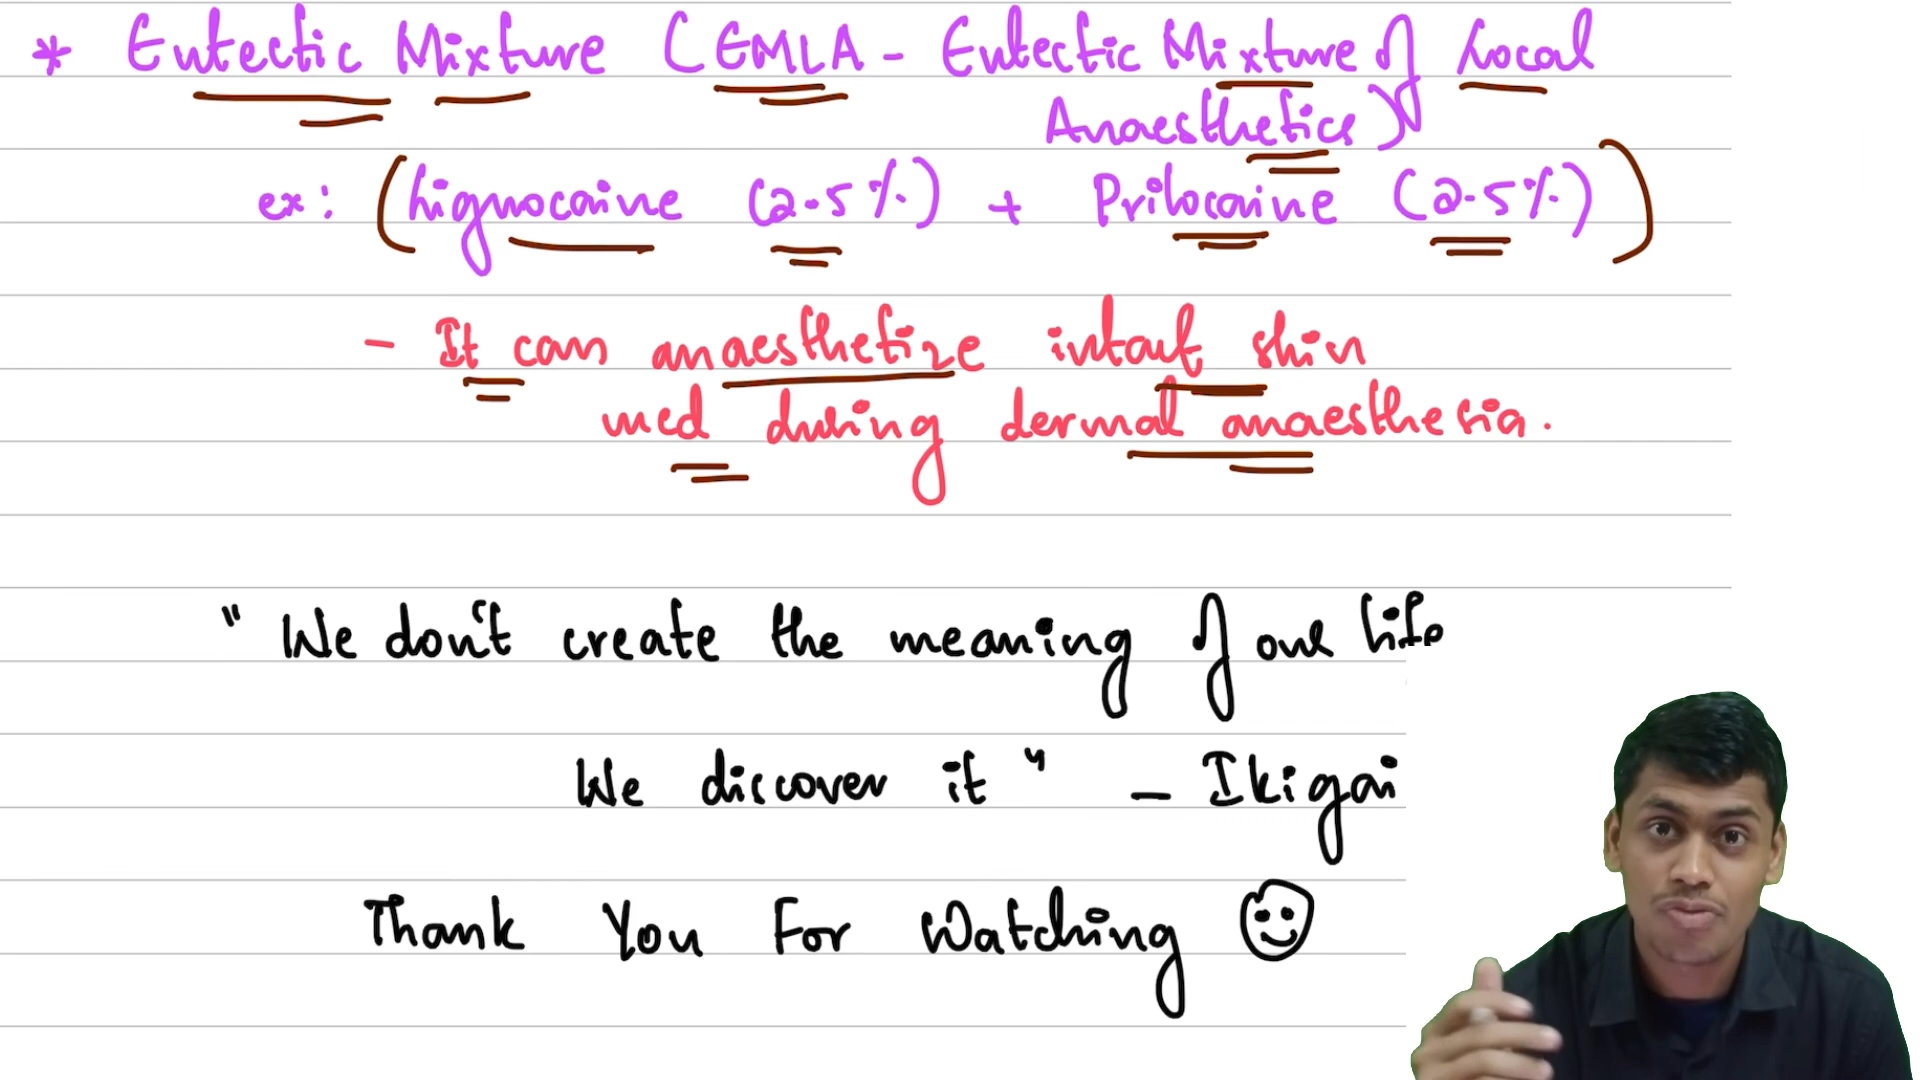 * Eutectic Mixture (EMLA - Eutectic Mixture of Local
Anaesthetics)
ex: (Lignocaine (2.5%) + Prilocaine (2.5%))
- It can anaesthetize intact skin
used during dermal anaesthesia.
"We don't create the meaning of our life
We discover it" - Ikigai
Thank You For Watching ☺